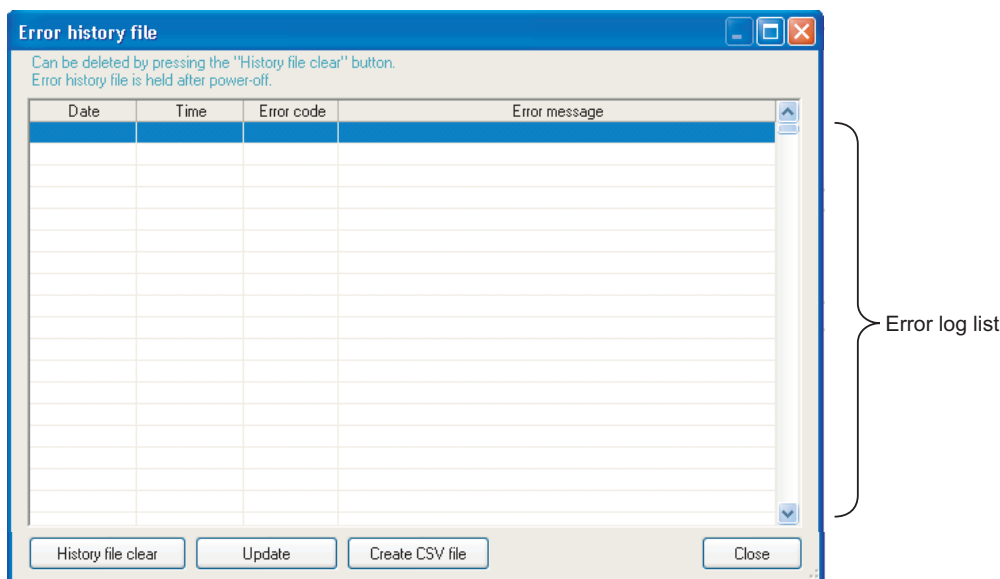 Error history file
Can be deleted by pressing the "History file clear" button.
Error history file is held after power-off.
Date Time Error code Error message
Error log list
History file clear Update Create CSV file Close